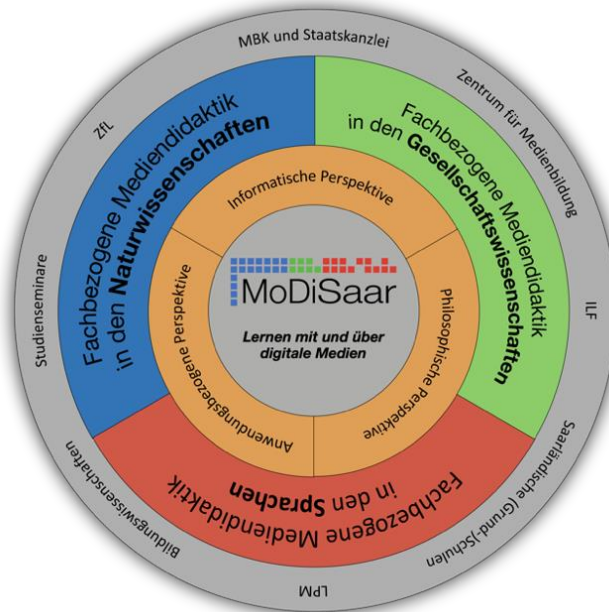 MBK und Staatskanzlei
Zentrum für Medienbildung
ILF
Saarländische (Grund-)Schulen
LPM
Bildungswissenschaften
Studienseminare
ZfL
Fachbezogene Mediendidaktik
in den Naturwissenschaften
Fachbezogene Mediendidaktik
in den Gesellschaftswissenschaften
Fachbezogene Mediendidaktik
in den Sprachen
Informatische Perspektive
Philosophische Perspektive
Anwendungsbezogene Perspektive
MoDiSaar
Lernen mit und über
digitale Medien